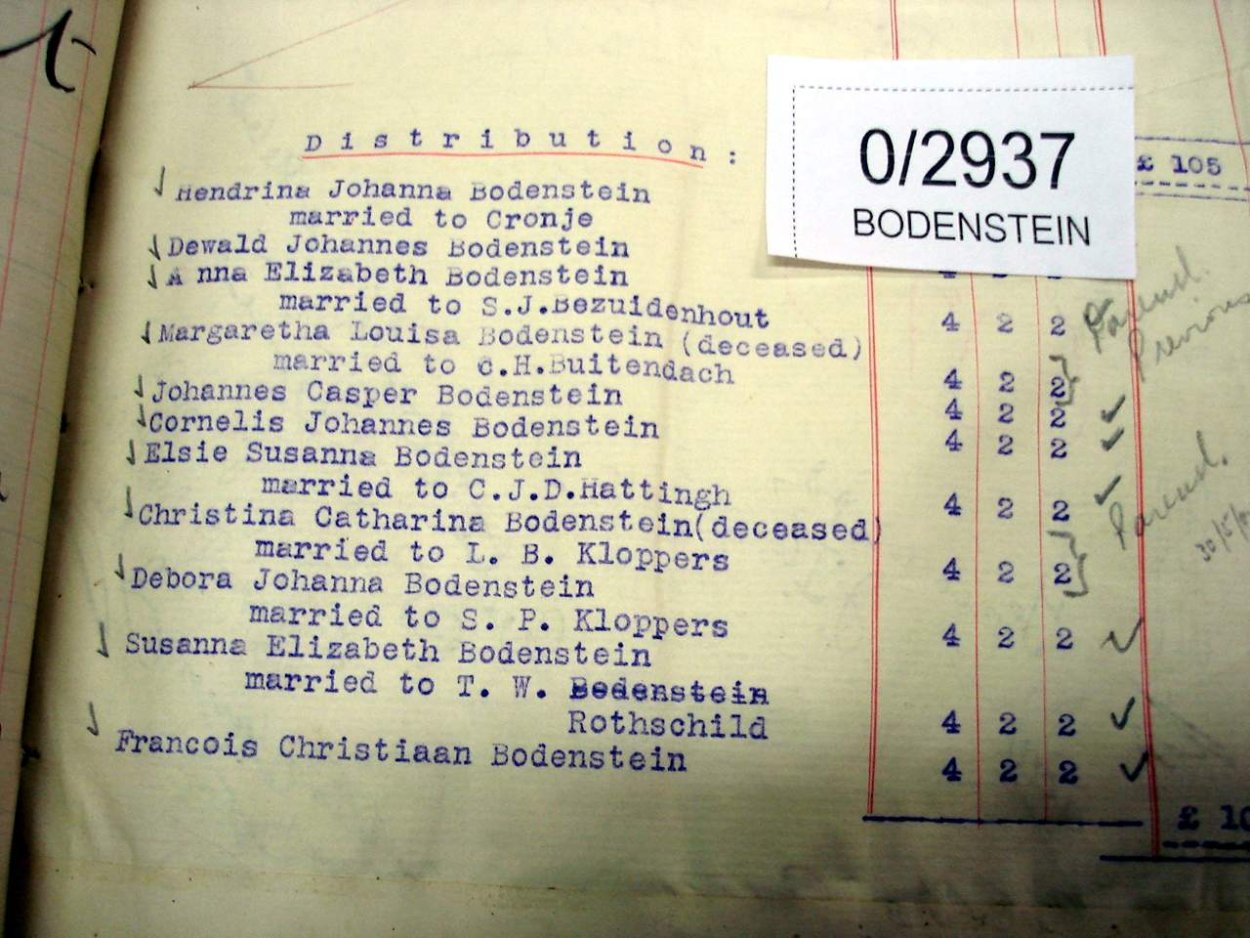 0/2937
BODENSTEIN
Distribution:
£ 105
Hendrina Johanna Bodenstein
married to Cronje
Dewald Johannes Bodenstein
Anna Elizabeth Bodenstein
married to S.J.Bezuidenhout 4 2 2
Margaretha Louisa Bodenstein (deceased)
married to C.H.Buitendach 4 2 2
Johannes Casper Bodenstein 4 2 2
Cornelis Johannes Bodenstein 4 2 2
Elsie Susanna Bodenstein
married to C.J.D.Hattingh 4 2 2
Christina Catharina Bodenstein(deceased)
married to L. B. Kloppers 4 2 2
Debora Johanna Bodenstein
married to S. P. Kloppers 4 2 2
Susanna Elizabeth Bodenstein
married to T. W. Bodenstein
Rothschild 4 2 2
Francois Christiaan Bodenstein 4 2 2
£ 10